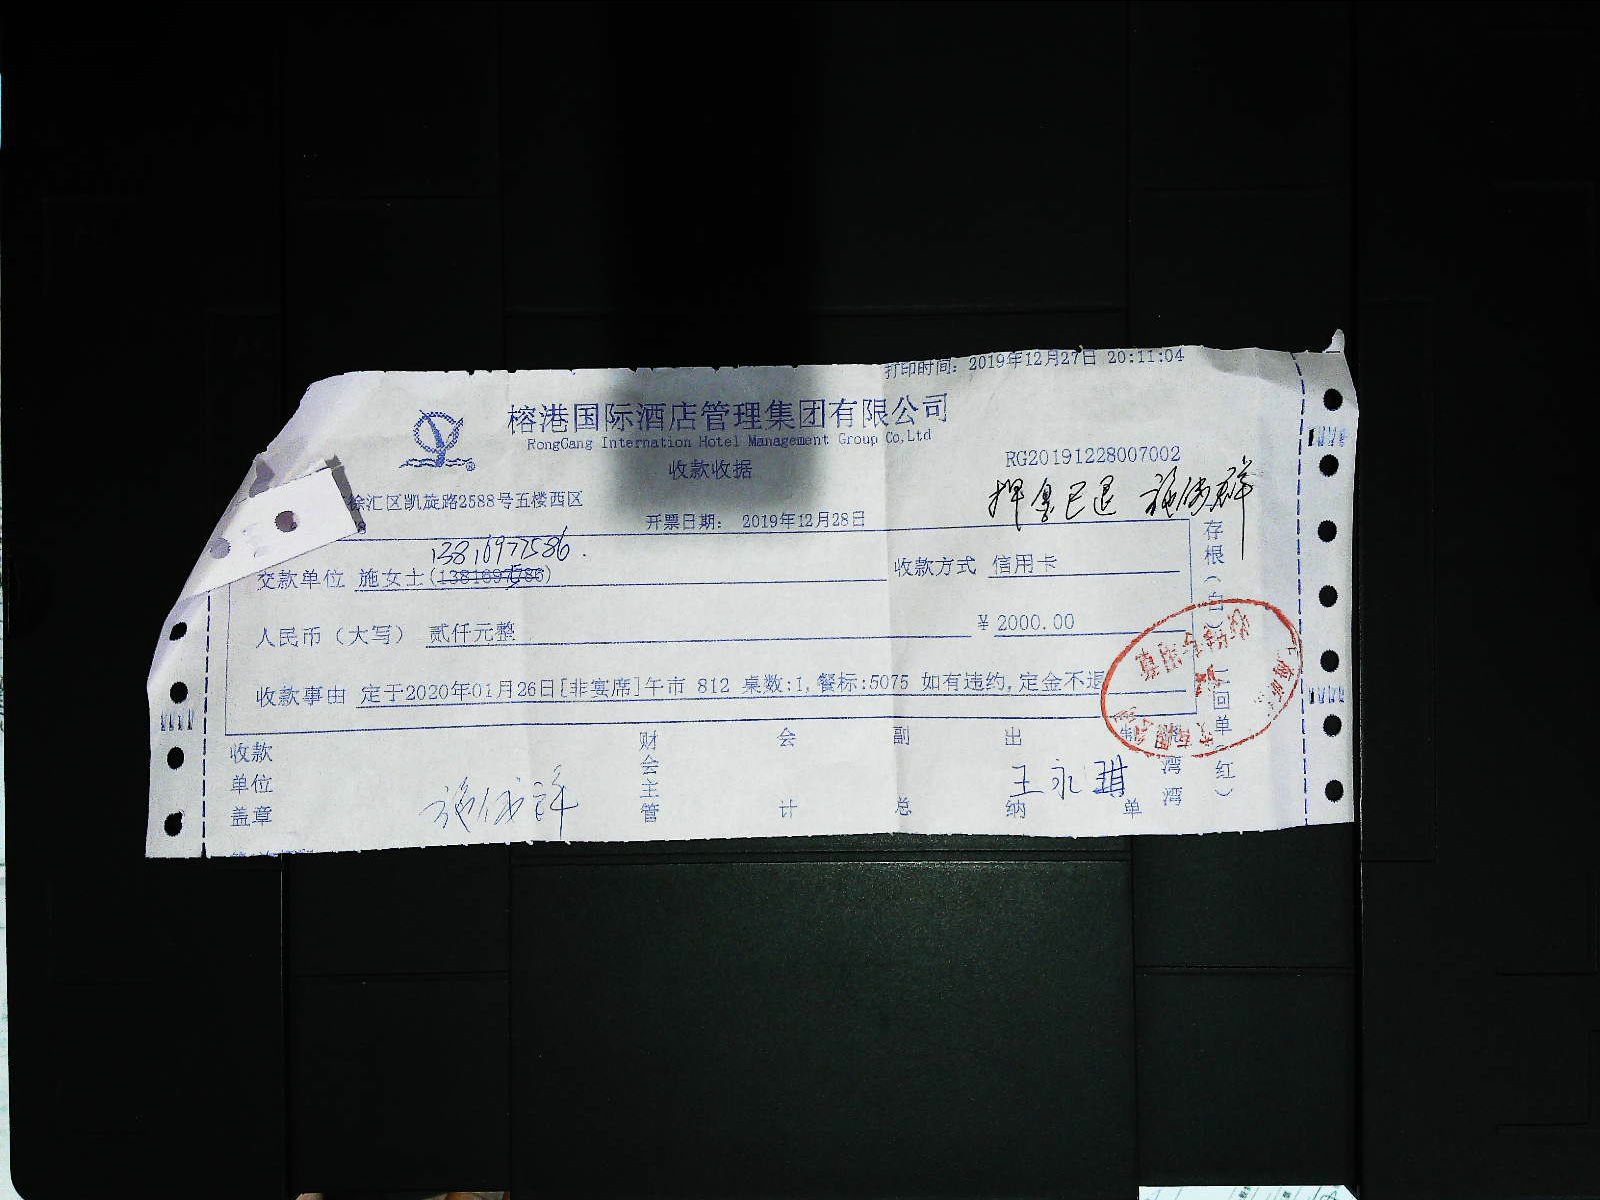 打印时间: 2019年12月27日 20:11:04
榕港国际酒店管理集团有限公司
RongGang Internation Hotel Management Group Co,Ltd
收款收据
RG20191228007002
徐汇区凯旋路2588号五楼西区
押金已退
开票日期: 2019年12月28日
13816977586.
交款单位 施女士
收款方式 信用卡
人民币（大写） 贰仟元整
¥ 2000.00
收款事由 定于2020年01月26日[非宴席]午市 812 桌数:1,餐标:5075 如有违约,定金不退
存根（白） 回单（红）
收款单位盖章
财会主管
会计
副总
出纳
王永琪
单
湾湾